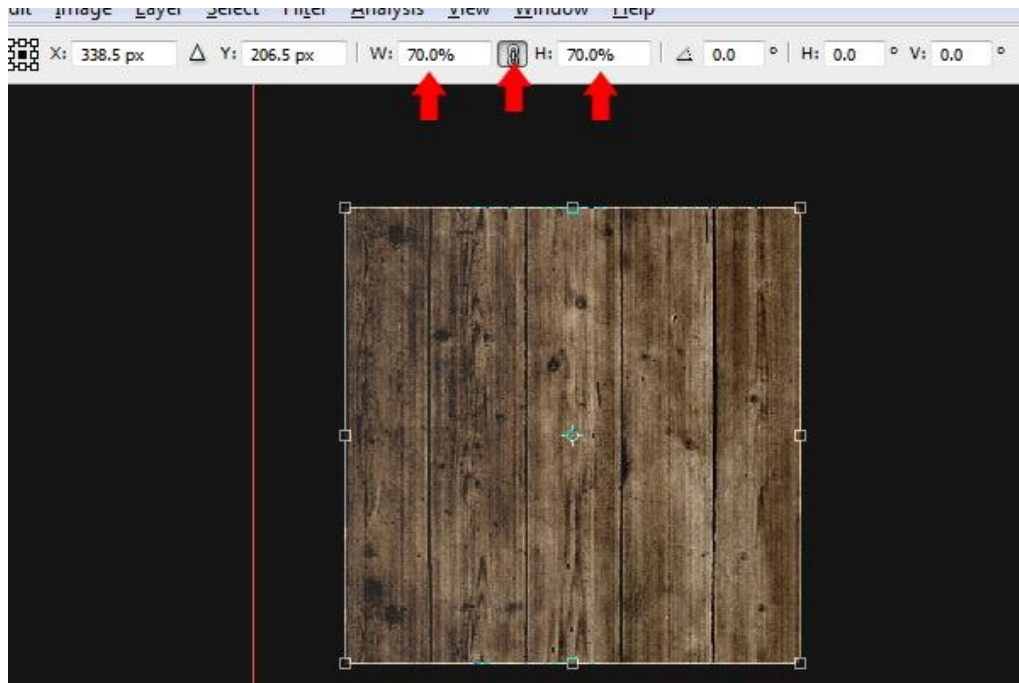 Image Layer Select Filter Analysis View Window Help
X: 338.5 px Δ Y: 206.5 px W: 70.0% H: 70.0% 0.0 ° H: 0.0 ° V: 0.0 °